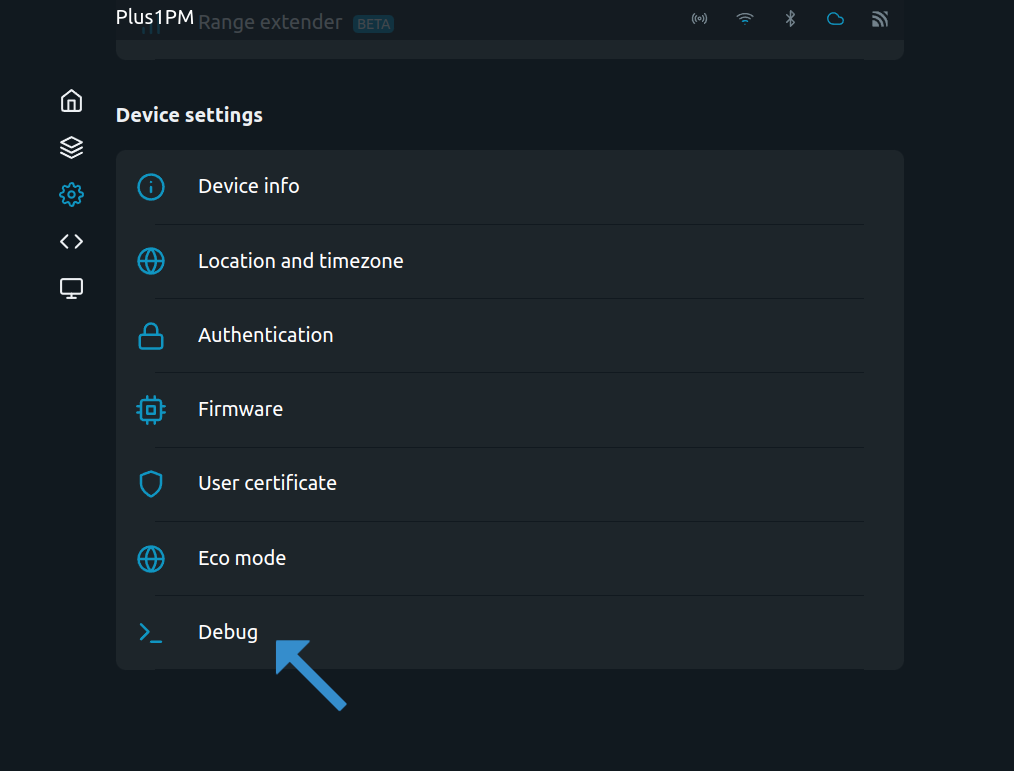 Plus1PM
Range extender BETA
Device settings
Device info
Location and timezone
Authentication
Firmware
User certificate
Eco mode
Debug